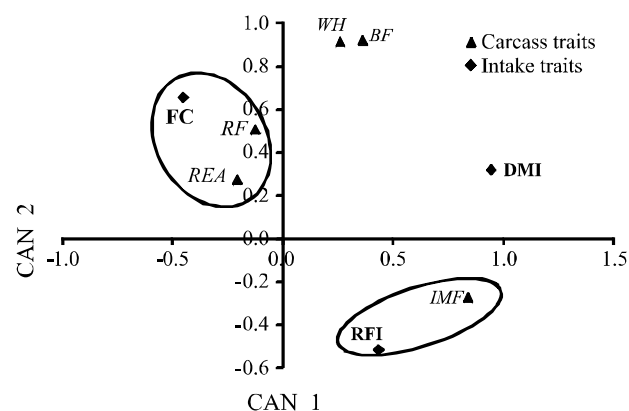 1.0
WH
BF
Carcass traits
Intake traits
0.8
FC
0.6
RF
0.4
REA
DMI
0.2
0.0
-1.0
-0.5
0.0
0.5
1.0
1.5
CAN 2
-0.2
IMF
-0.4
RFI
-0.6
CAN 1